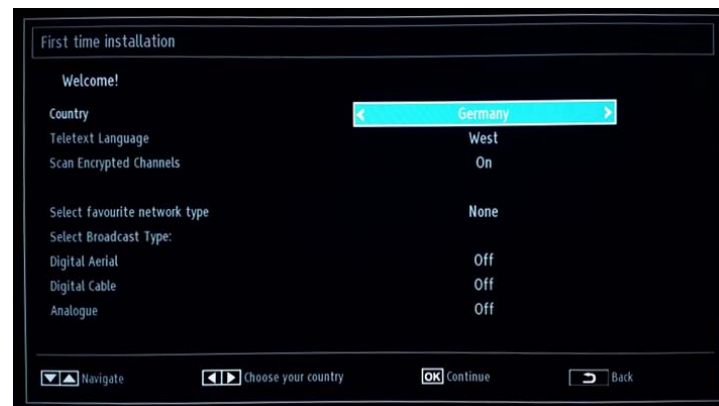 First time installation
Welcome!
Country Germany
Teletext Language West
Scan Encrypted Channels On
Select favourite network type None
Select Broadcast Type:
Digital Aerial Off
Digital Cable Off
Analogue Off
Navigate Choose your country OK Continue Back